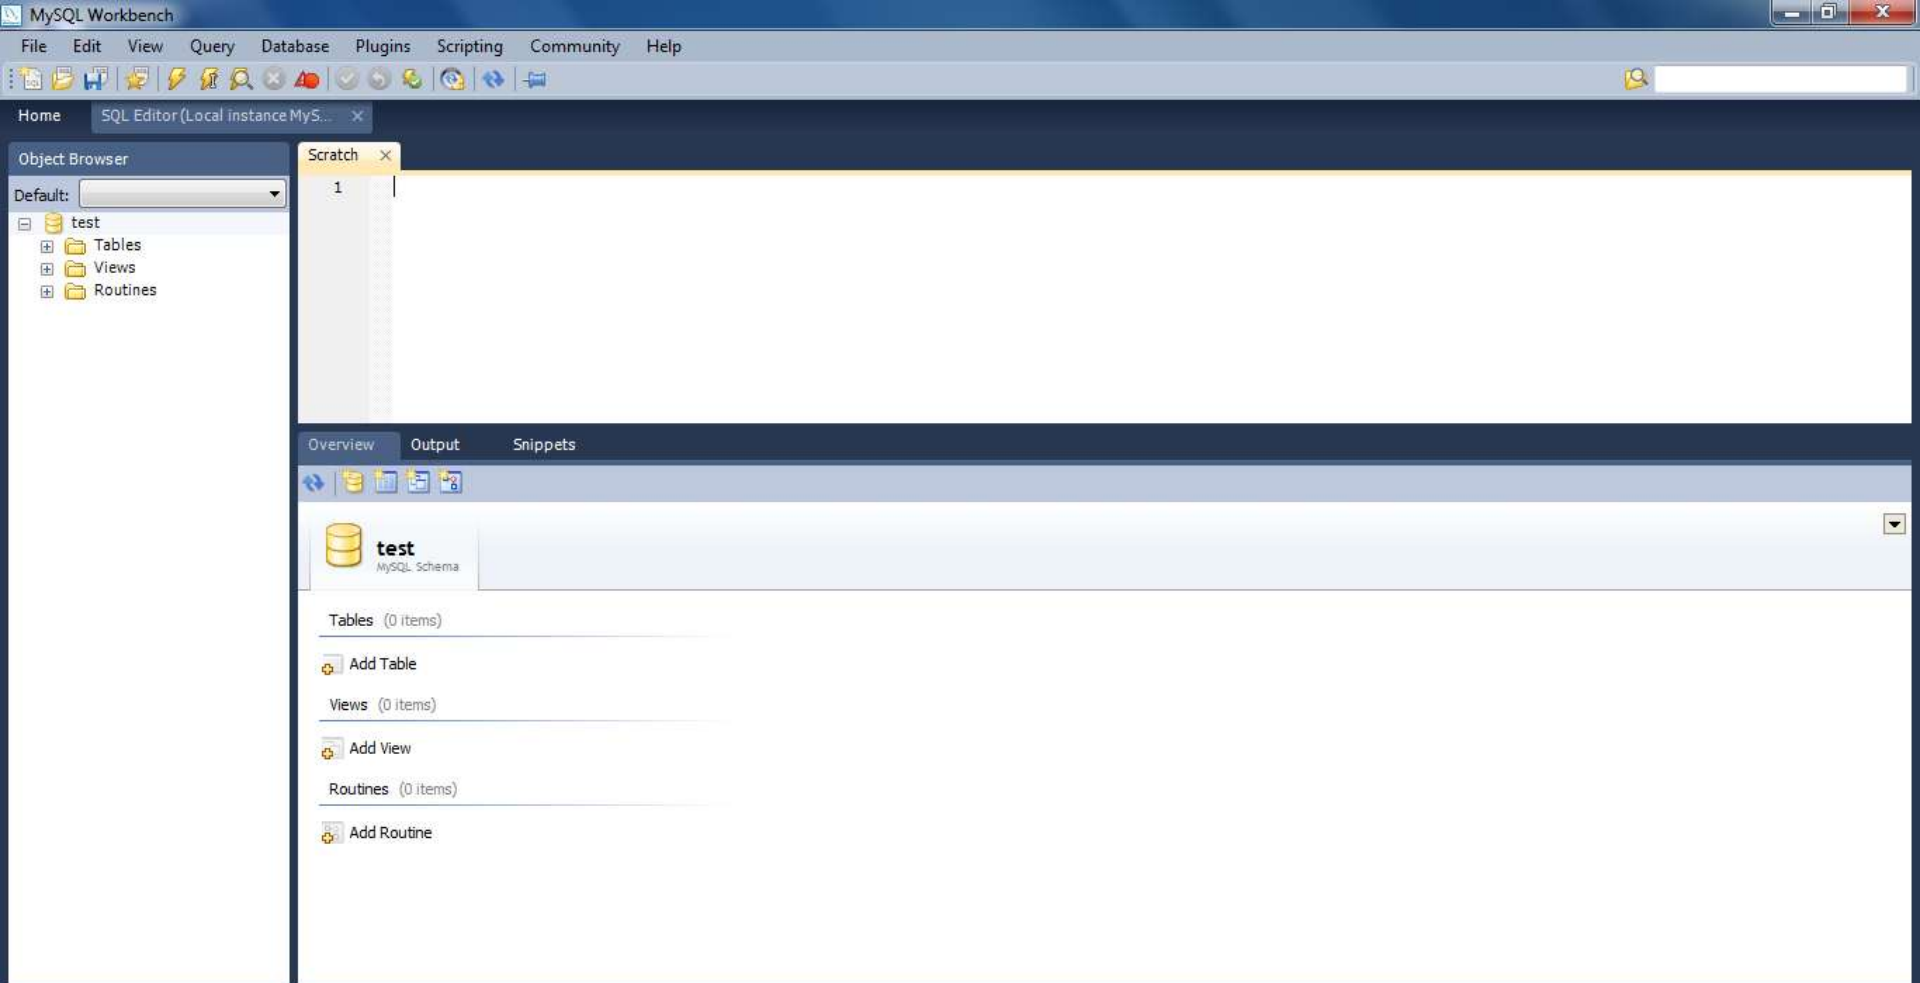 MySQL Workbench
File Edit View Query Database Plugins Scripting Community Help
Home SQL Editor (Local instance MyS...
Object Browser
Scratch
Default:
1
test
Tables
Views
Routines
Overview Output Snippets
test
MySQL Schema
Tables (0 items)
Add Table
Views (0 items)
Add View
Routines (0 items)
Add Routine